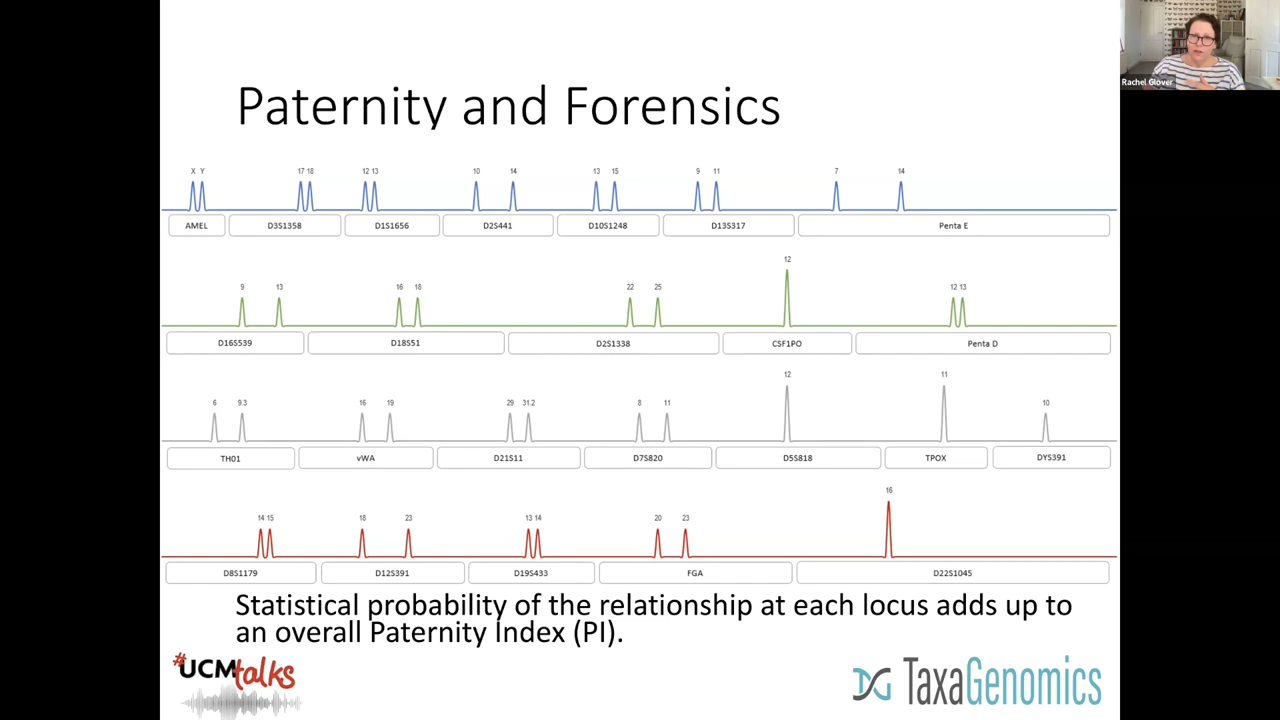 Rachel Glover
Paternity and Forensics
X Y 17 18 12 13 10 14 13 15 9 11 7 14
AMEL D3S1358 D1S1656 D2S441 D10S1248 D13S317 Penta E
12
9 13 16 18 22 25 12 13
D16S539 D18S51 D2S1338 CSF1PO Penta D
12 11
6 9.3 16 19 29 31.2 8 11 10
TH01 vWA D21S11 D7S820 D5S818 TPOX DYS391
16
14 15 18 23 13 14 20 23
D8S1179 D12S391 D19S433 FGA D22S1045
Statistical probability of the relationship at each locus adds up to
an overall Paternity Index (PI).
#UCMtalks TaxaGenomics